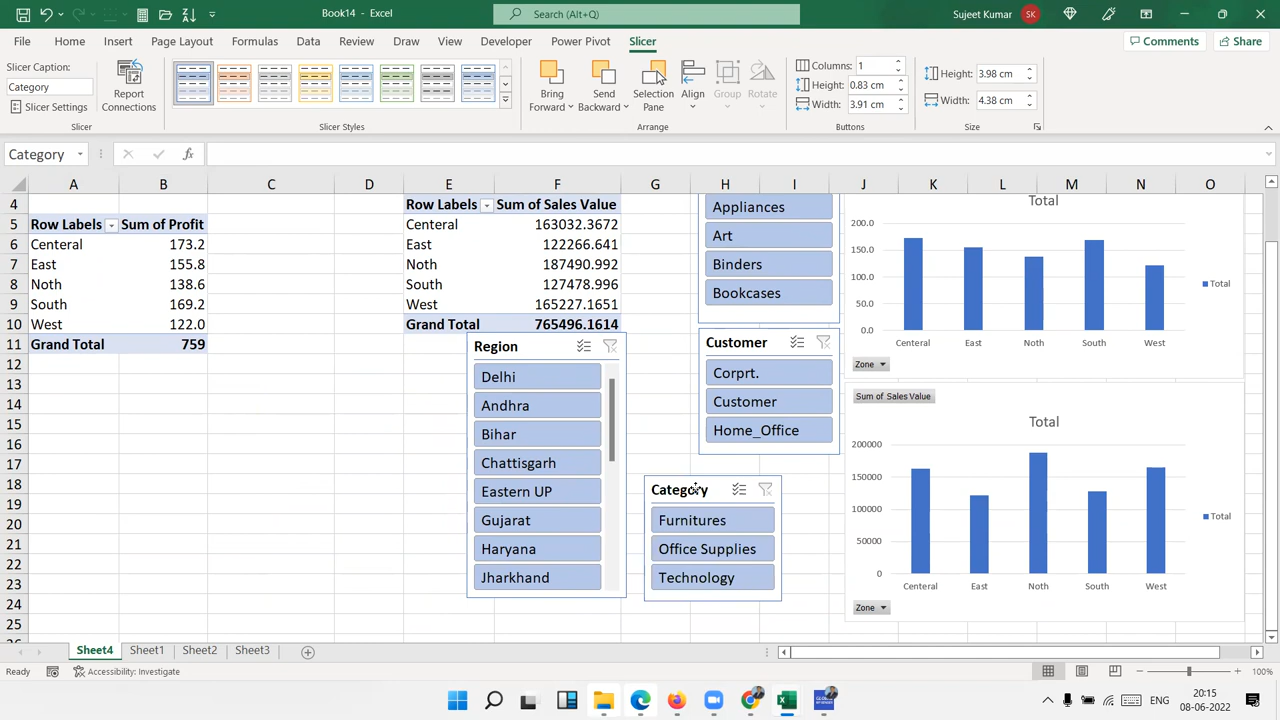 Book14 - Excel
Search (Alt+Q)
Sujeet Kumar
SK
File Home Insert Page Layout Formulas Data Review View Developer Power Pivot Slicer
Comments Share
Slicer Caption:
Category
Slicer Settings
Report Connections
Bring Forward
Send Backward
Selection Pane
Align
Group
Rotate
Columns: 1
Height: 0.83 cm
Width: 3.91 cm
Height: 3.98 cm
Width: 4.38 cm
Slicer Slicer Styles Arrange Buttons Size
Category fx
A B C D E F G H I J K L M N O
4 Row Labels Sum of Sales Value
5 Row Labels Sum of Profit Centeral 163032.3672
6 Centeral 173.2 East 122266.641
7 East 155.8 Noth 187490.992
8 Noth 138.6 South 127478.996
9 South 169.2 West 165227.1651
10 West 122.0 Grand Total 765496.1614
11 Grand Total 759
12
13
14
15
16
17
18
19
20
21
22
23
24
25
Region
Delhi
Andhra
Bihar
Chattisgarh
Eastern UP
Gujarat
Haryana
Jharkhand
Appliances
Art
Binders
Bookcases
Customer
Corprt.
Customer
Home_Office
Category
Furnitures
Office Supplies
Technology
Total
200.0
150.0
100.0
50.0
0.0
Centeral East Noth South West
Total
Zone
Sum of Sales Value
Total
200000
150000
100000
50000
0
Centeral East Noth South West
Total
Zone
Sheet4 Sheet1 Sheet2 Sheet3
Ready Accessibility: Investigate 100%
ENG
20:15
08-06-2022